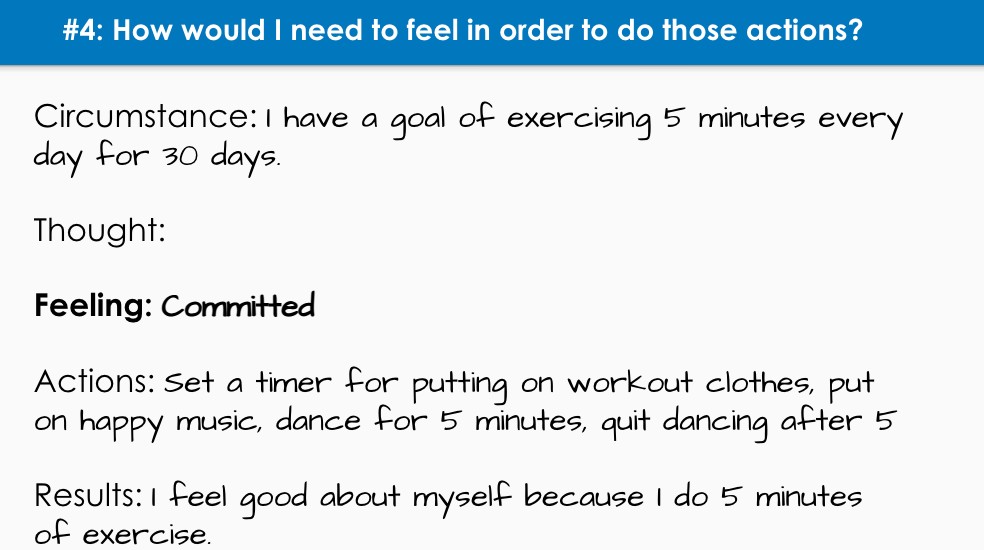 #4: How would I need to feel in order to do those actions?
Circumstance: I have a goal of exercising 5 minutes every
day for 30 days.
Thought:
Feeling: Committed
Actions: Set a timer for putting on workout clothes, put
on happy music, dance for 5 minutes, quit dancing after 5
Results: I feel good about myself because I do 5 minutes
of exercise.